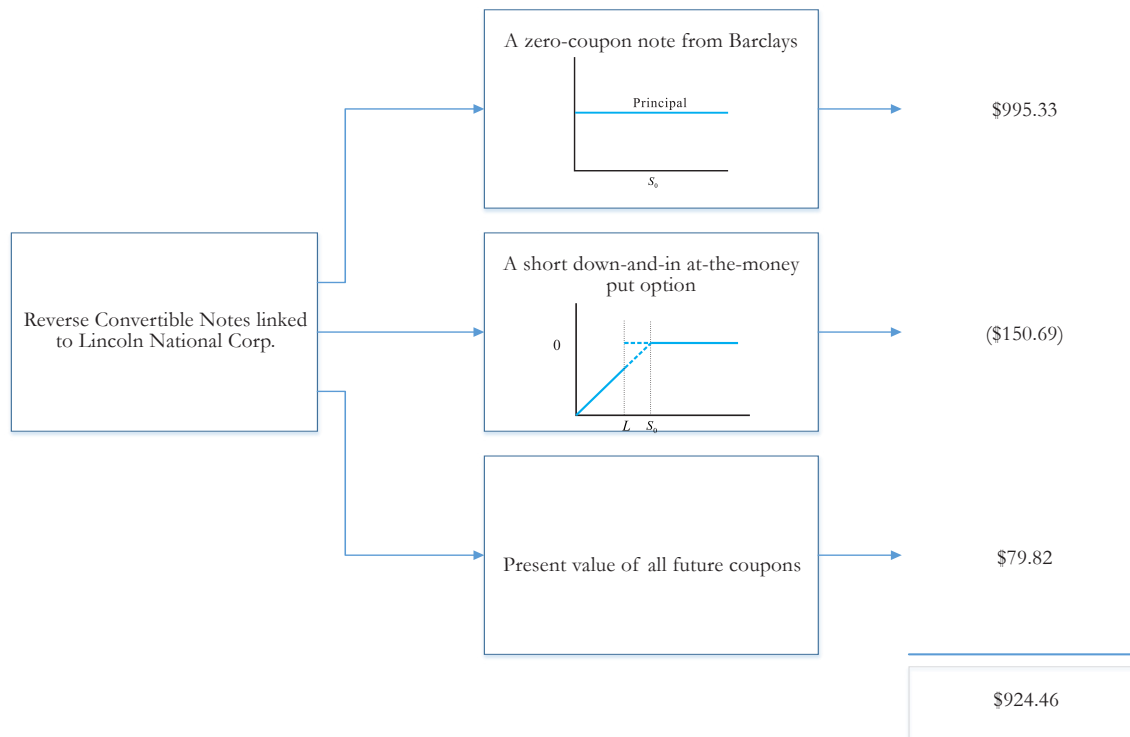 A zero-coupon note from Barclays
Principal
S₀
$995.33
Reverse Convertible Notes linked
to Lincoln National Corp.
A short down-and-in at-the-money
put option
0
L S₀
($150.69)
Present value of all future coupons
$79.82
$924.46